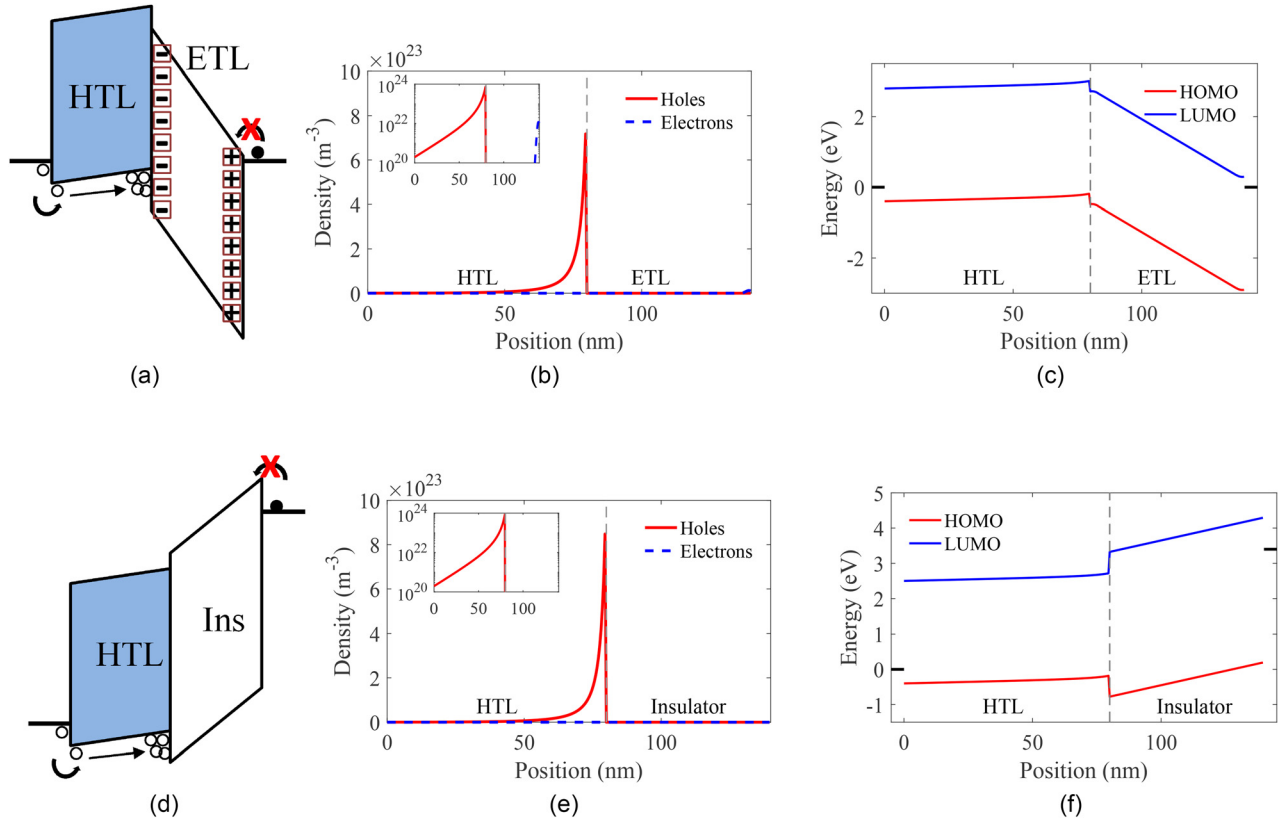 HTL
ETL
X
(a)
×10^23
10
8
6
4
2
0
Density (m^-3)
10^24
10^22
10^20
0 50 100
Holes
Electrons
HTL ETL
0 50 100
Position (nm)
(b)
2
0
-2
Energy (eV)
HOMO
LUMO
HTL ETL
0 50 100
Position (nm)
(c)
X
HTL
Ins
(d)
×10^23
10
8
6
4
2
0
Density (m^-3)
10^24
10^22
10^20
0 50 100
Holes
Electrons
HTL Insulator
0 50 100
Position (nm)
(e)
5
4
3
2
1
0
-1
Energy (eV)
HOMO
LUMO
HTL Insulator
0 50 100
Position (nm)
(f)